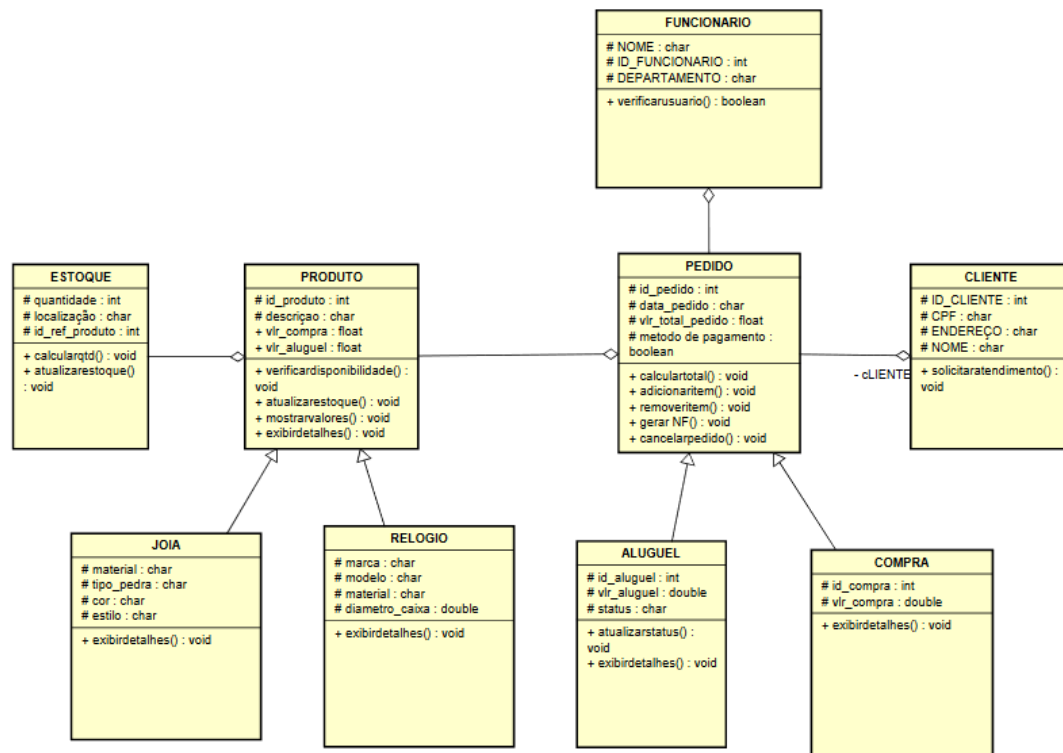 FUNCIONARIO
# NOME : char
# ID_FUNCIONARIO : int
# DEPARTAMENTO : char
+ verificarusuario() : boolean
ESTOQUE
# quantidade : int
# localização : char
# id_ref_produto : int
+ calcularqtd() : void
+ atualizarestoque()
: void
PRODUTO
# id_produto : int
# descriçao : char
+ vlr_compra : float
+ vlr_aluguel : float
+ verificardisponibilidade() :
void
+ atualizarestoque() : void
+ mostrarvalores() : void
+ exibirdetalhes() : void
PEDIDO
# id_pedido : int
# data_pedido : char
# vlr_total_pedido : float
# metodo de pagamento :
boolean
+ calculartotal() : void
+ adicionaritem() : void
+ removeritem() : void
+ gerar NF() : void
+ cancelarpedido() : void
CLIENTE
# ID_CLIENTE : int
# CPF : char
# ENDEREÇO : char
# NOME : char
+ solicitaratendimento() :
void
- cLIENTE
JOIA
# material : char
# tipo_pedra : char
# cor : char
# estilo : char
+ exibirdetalhes() : void
RELOGIO
# marca : char
# modelo : char
# material : char
# diametro_caixa : double
+ exibirdetalhes() : void
ALUGUEL
# id_aluguel : int
# vlr_aluguel : double
# status : char
+ atualizarstatus() :
void
+ exibirdetalhes() : void
COMPRA
# id_compra : int
# vlr_compra : double
+ exibirdetalhes() : void